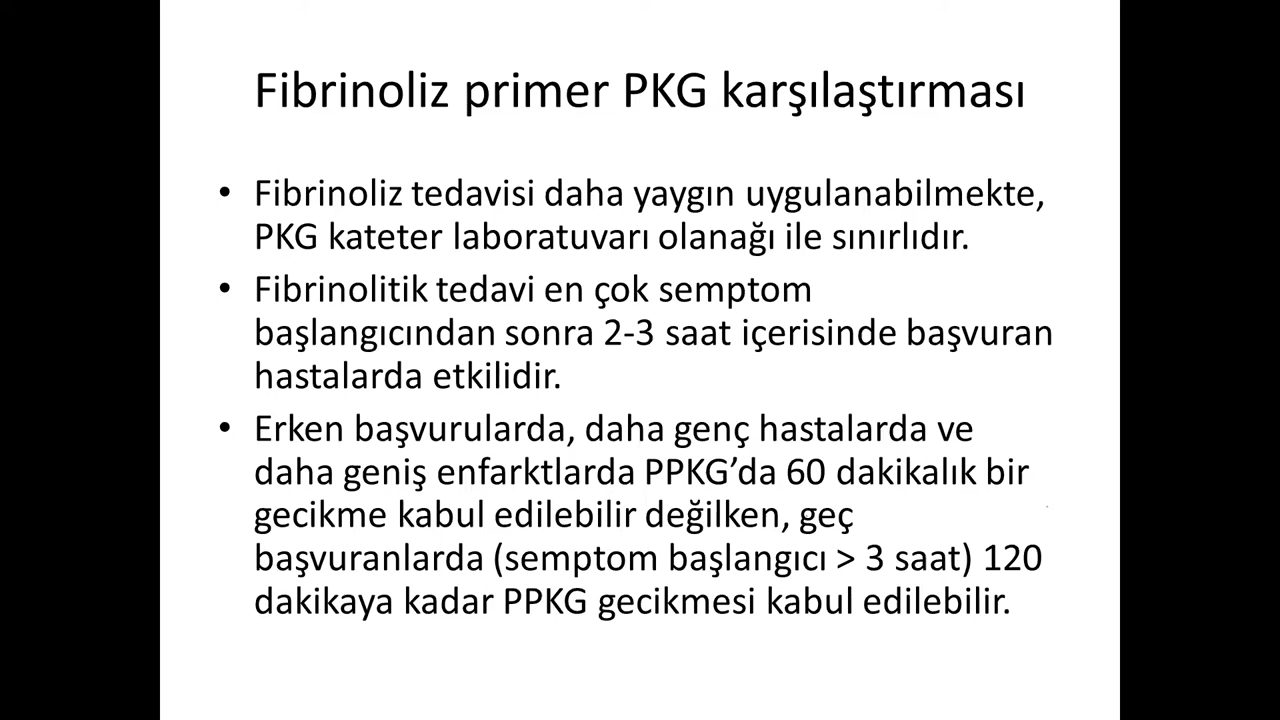 Fibrinoliz primer PKG karşılaştırması
• Fibrinoliz tedavisi daha yaygın uygulanabilmekte,
PKG kateter laboratuvarı olanağı ile sınırlıdır.
• Fibrinolitik tedavi en çok semptom
başlangıcından sonra 2-3 saat içerisinde başvuran
hastalarda etkilidir.
• Erken başvurularda, daha genç hastalarda ve
daha geniş enfarktlarda PPKG’da 60 dakikalık bir
gecikme kabul edilebilir değilken, geç
başvuranlarda (semptom başlangıcı > 3 saat) 120
dakikaya kadar PPKG gecikmesi kabul edilebilir.